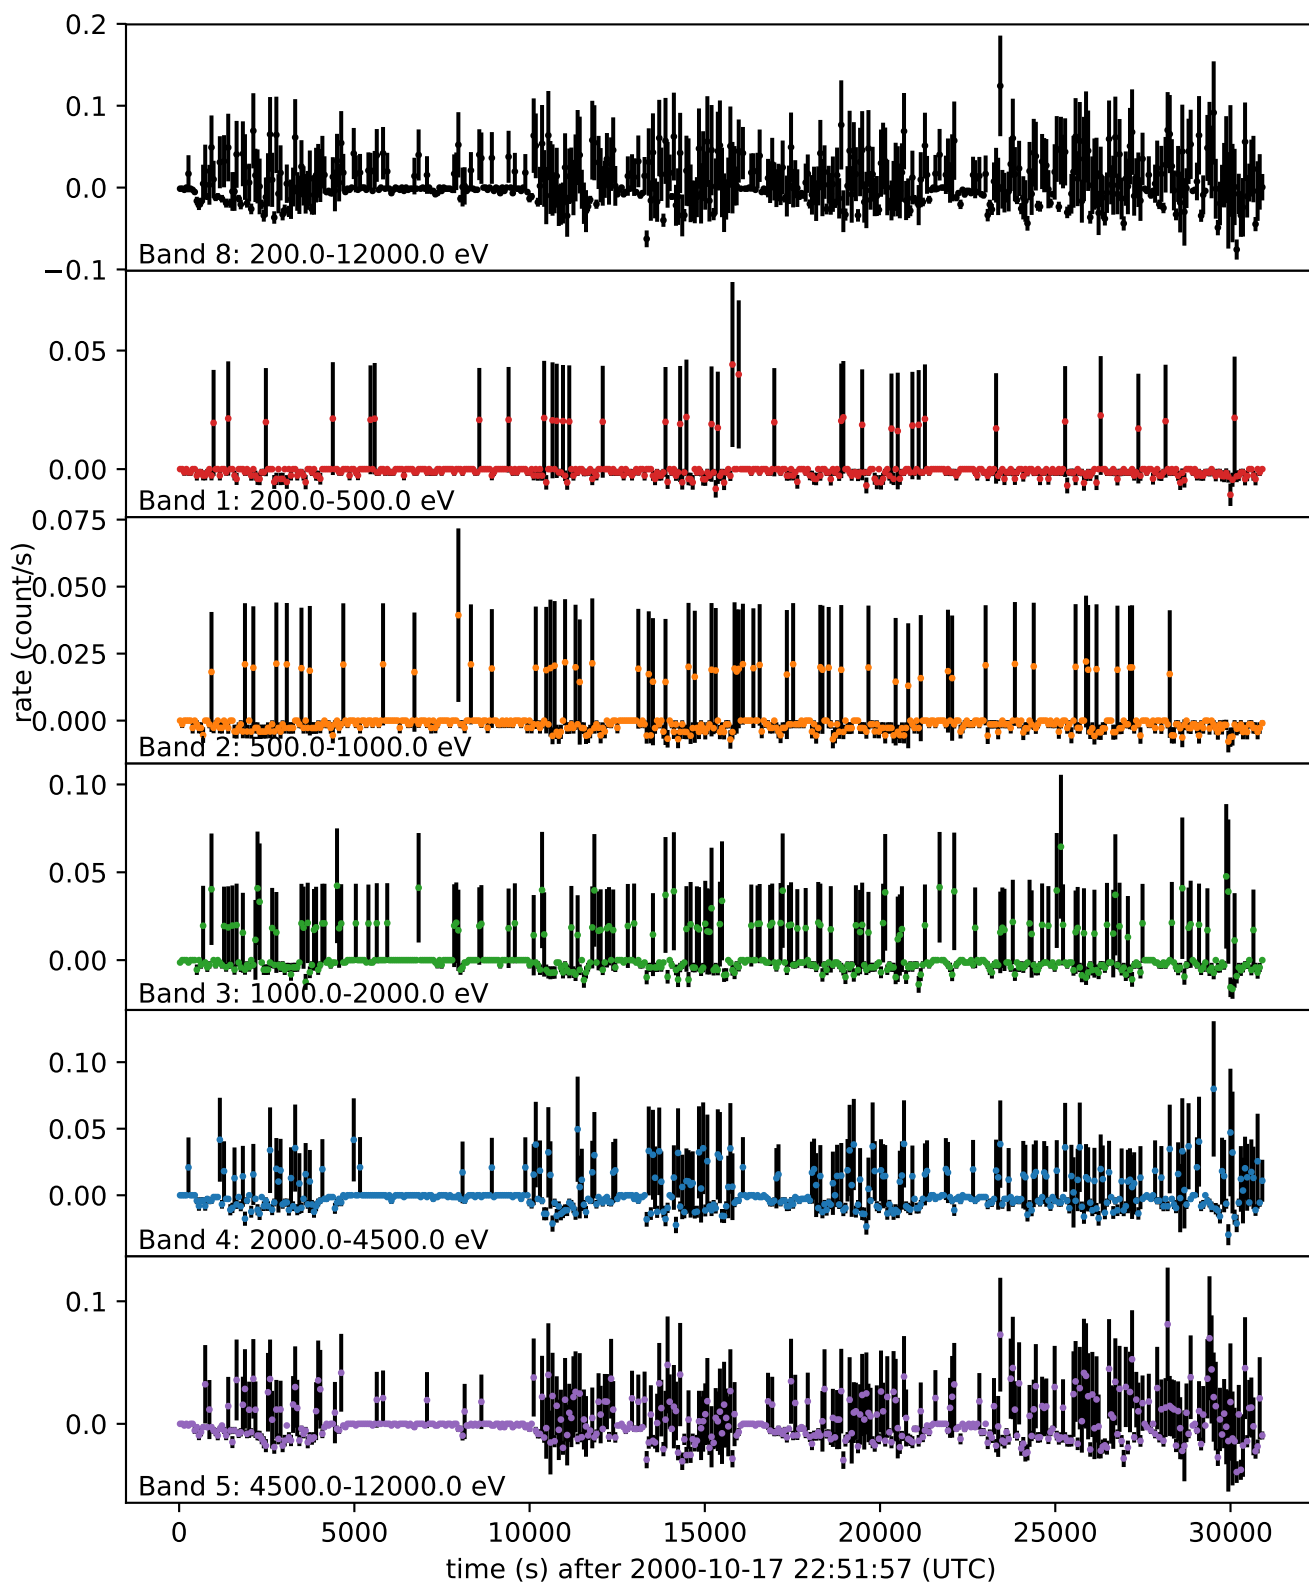 0.2
0.1
0.0
−0.1
Band 8: 200.0-12000.0 eV
0.05
0.00
Band 1: 200.0-500.0 eV
rate (count/s)
0.075
0.050
0.025
0.000
Band 2: 500.0-1000.0 eV
0.10
0.05
0.00
Band 3: 1000.0-2000.0 eV
0.10
0.05
0.00
Band 4: 2000.0-4500.0 eV
0.1
0.0
Band 5: 4500.0-12000.0 eV
0 5000 10000 15000 20000 25000 30000
time (s) after 2000-10-17 22:51:57 (UTC)